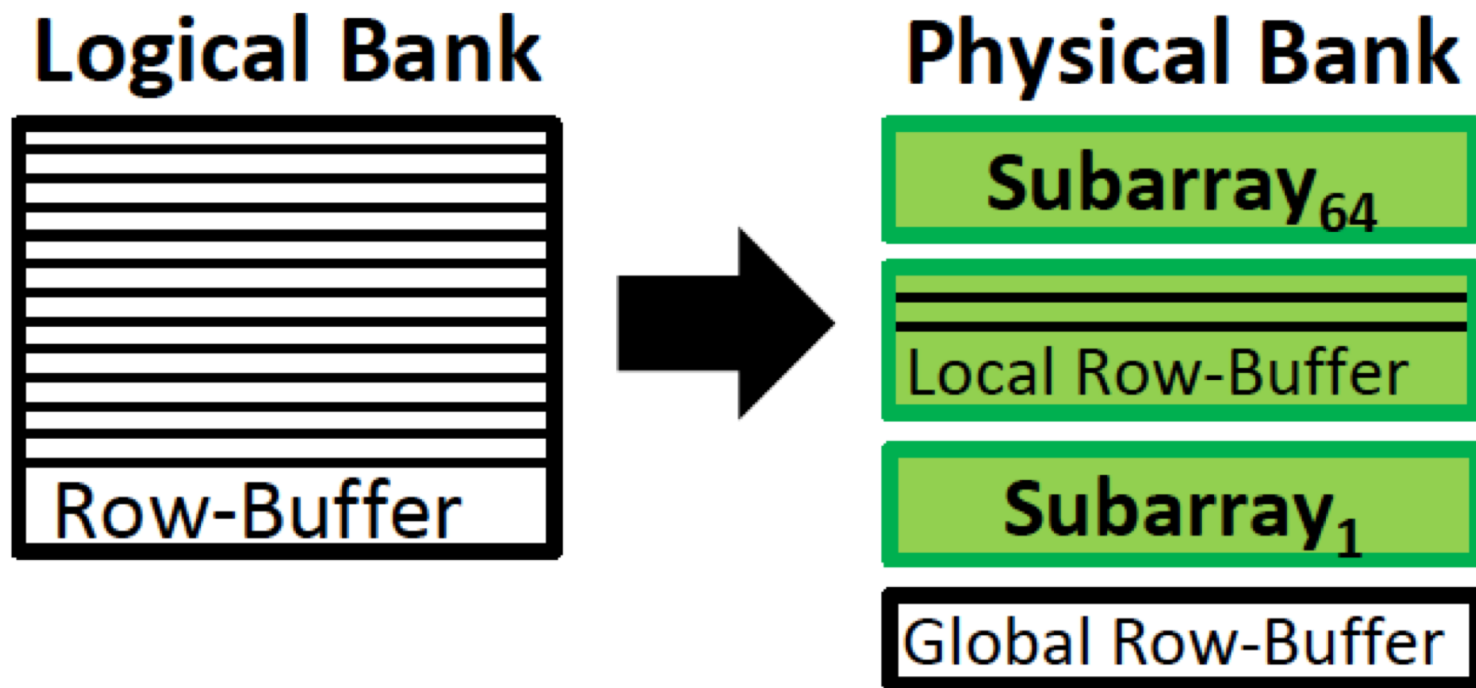 Logical Bank
Row-Buffer
Physical Bank
Subarray₆₄
Local Row-Buffer
Subarray₁
Global Row-Buffer